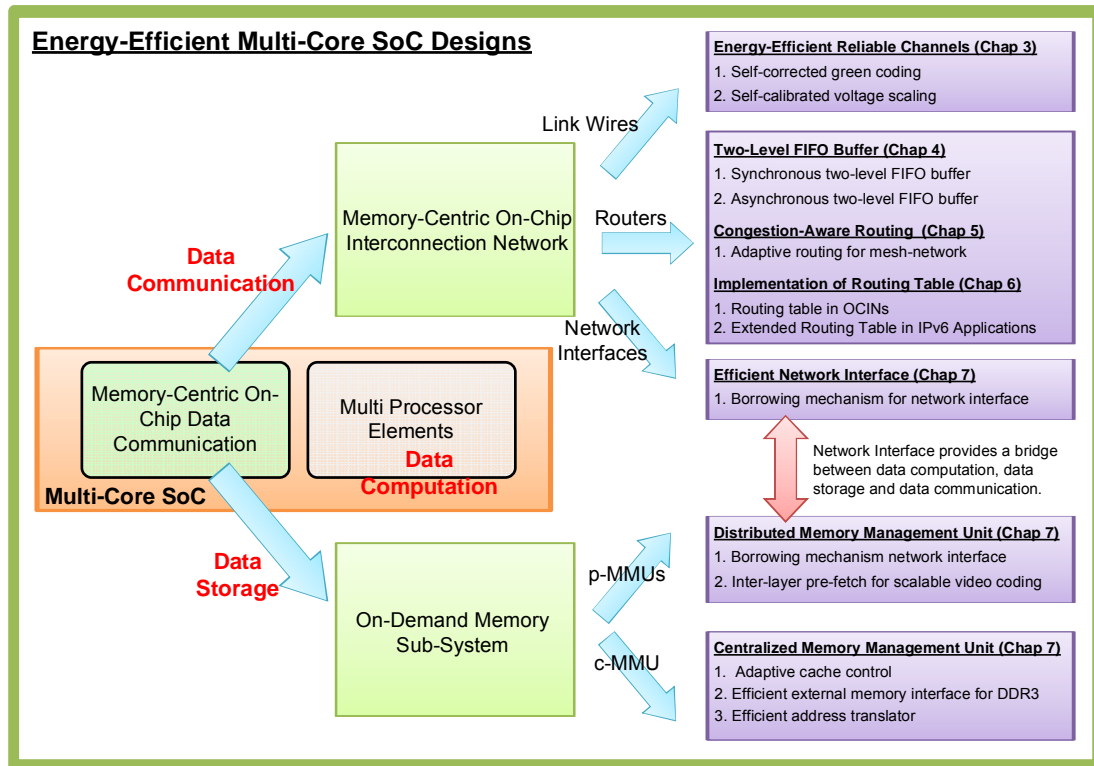 Energy-Efficient Multi-Core SoC Designs
Energy-Efficient Reliable Channels (Chap 3)
1. Self-corrected green coding
2. Self-calibrated voltage scaling
Link Wires
Two-Level FIFO Buffer (Chap 4)
1. Synchronous two-level FIFO buffer
2. Asynchronous two-level FIFO buffer
Congestion-Aware Routing (Chap 5)
1. Adaptive routing for mesh-network
Implementation of Routing Table (Chap 6)
1. Routing table in OCINs
2. Extended Routing Table in IPv6 Applications
Memory-Centric On-Chip
Interconnection Network
Routers
Data
Communication
Network
Interfaces
Efficient Network Interface (Chap 7)
1. Borrowing mechanism for network interface
Memory-Centric On-
Chip Data
Communication
Multi Processor
Elements
Data
Computation
Multi-Core SoC
Network Interface provides a bridge
between data computation, data
storage and data communication.
Data
Storage
Distributed Memory Management Unit (Chap 7)
1. Borrowing mechanism network interface
2. Inter-layer pre-fetch for scalable video coding
p-MMUs
On-Demand Memory
Sub-System
c-MMU
Centralized Memory Management Unit (Chap 7)
1. Adaptive cache control
2. Efficient external memory interface for DDR3
3. Efficient address translator